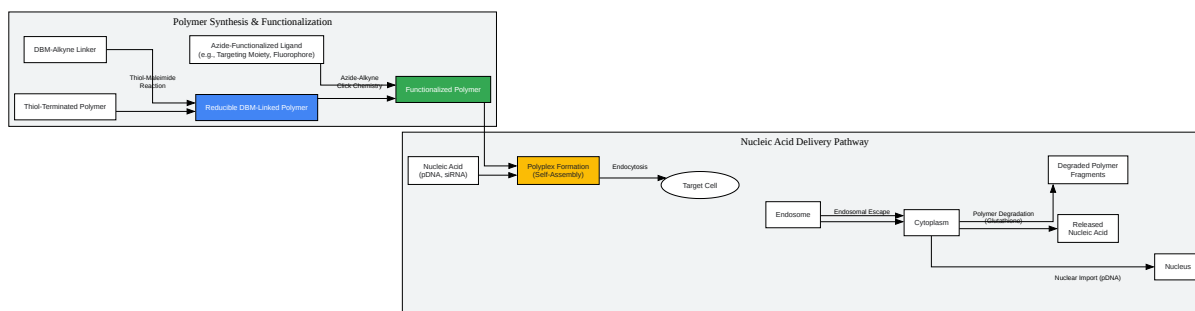 Polymer Synthesis & Functionalization
DBM-Alkyne Linker
Azide-Functionalized Ligand
(e.g., Targeting Moiety, Fluorophore)
Thiol-Maleimide
Reaction
Azide-Alkyne
Click Chemistry
Thiol-Terminated Polymer
Reducible DBM-Linked Polymer
Functionalized Polymer
Nucleic Acid Delivery Pathway
Nucleic Acid
(pDNA, siRNA)
Polyplex Formation
(Self-Assembly)
Endocytosis
Target Cell
Endosome
Endosomal Escape
Cytoplasm
Polymer Degradation
(Glutathione)
Degraded Polymer
Fragments
Released
Nucleic Acid
Nuclear Import (pDNA)
Nucleus